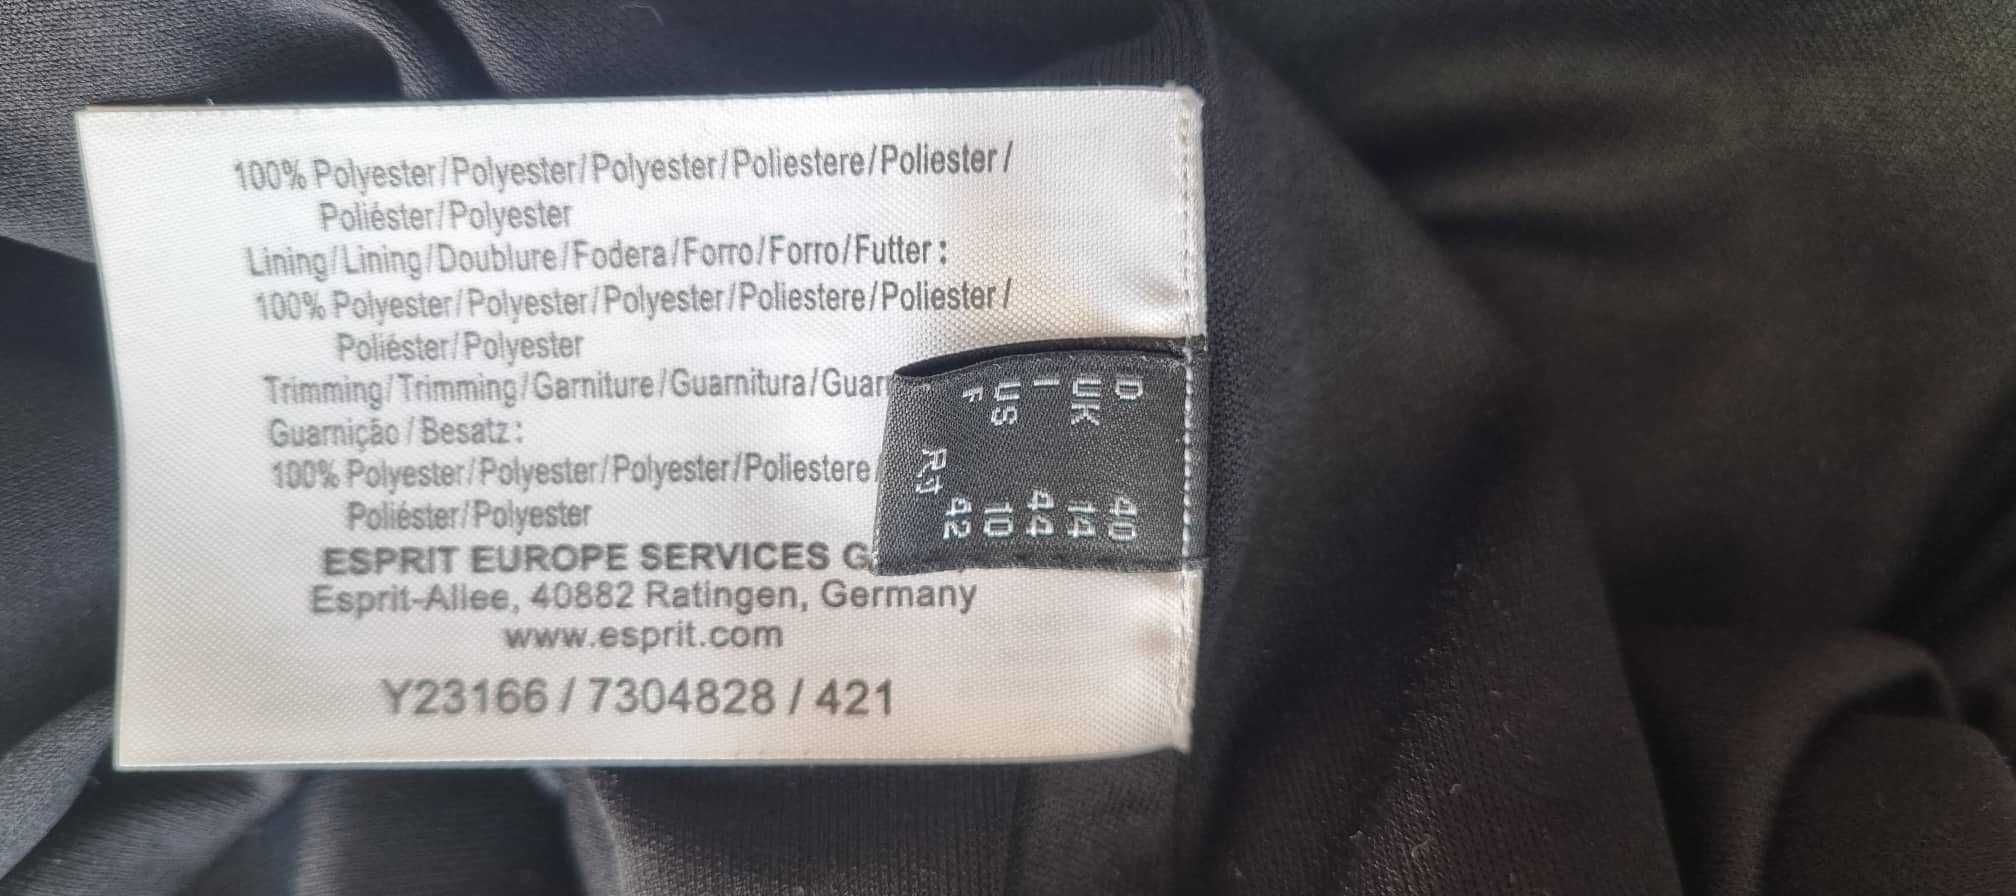 100% Polyester/Polyester/Polyester/Poliestere/Poliester/
Poliéster/Polyester
Lining/Lining/Doublure/Fodera/Forro/Forro/Futter:
100% Polyester/Polyester/Polyester/Poliestere/Poliester/
Poliéster/Polyester
Trimming/Trimming/Garniture/Guarnitura/
Guarnição/Besatz:
100% Polyester/Polyester/Polyester/Poliestere
Poliéster/Polyester
ESPRIT EUROPE SERVICES
Esprit-Allee, 40882 Ratingen, Germany
www.esprit.com
Y23166 / 7304828 / 421
D 40
UK 14
I 44
US 10
F 42